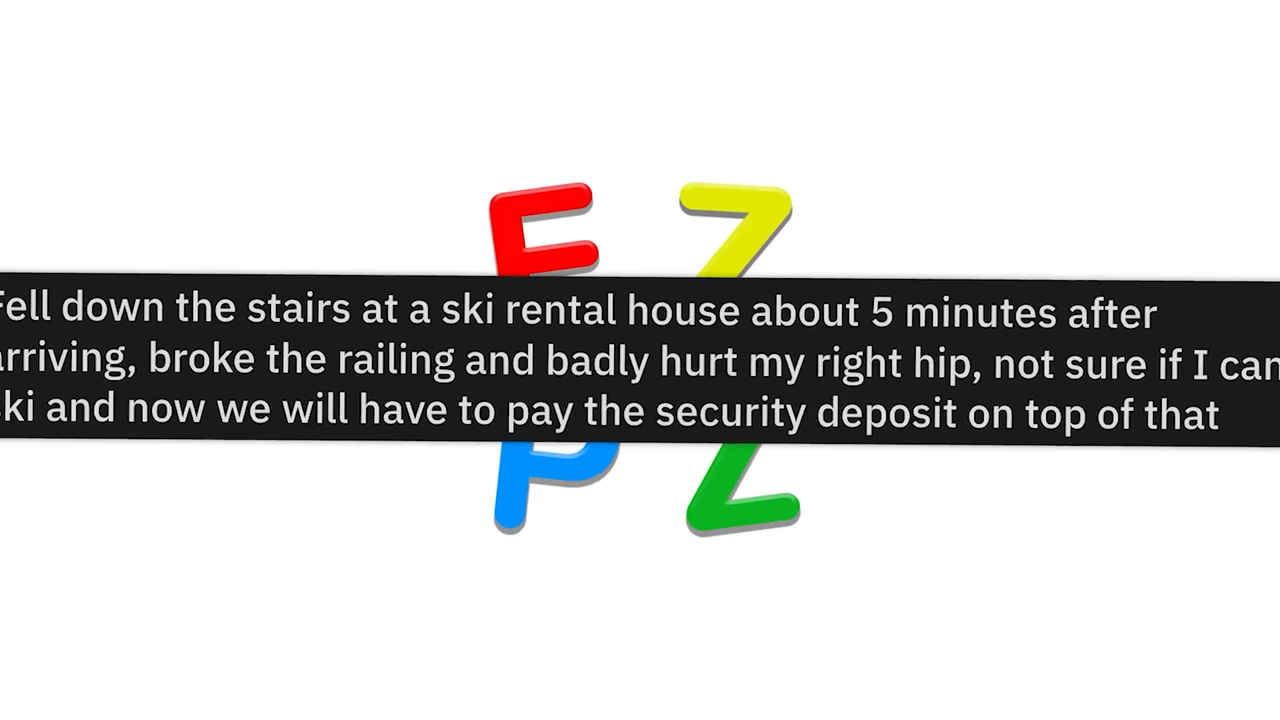 EZ
Fell down the stairs at a ski rental house about 5 minutes after
arriving, broke the railing and badly hurt my right hip, not sure if I can
ski and now we will have to pay the security deposit on top of that
PZ